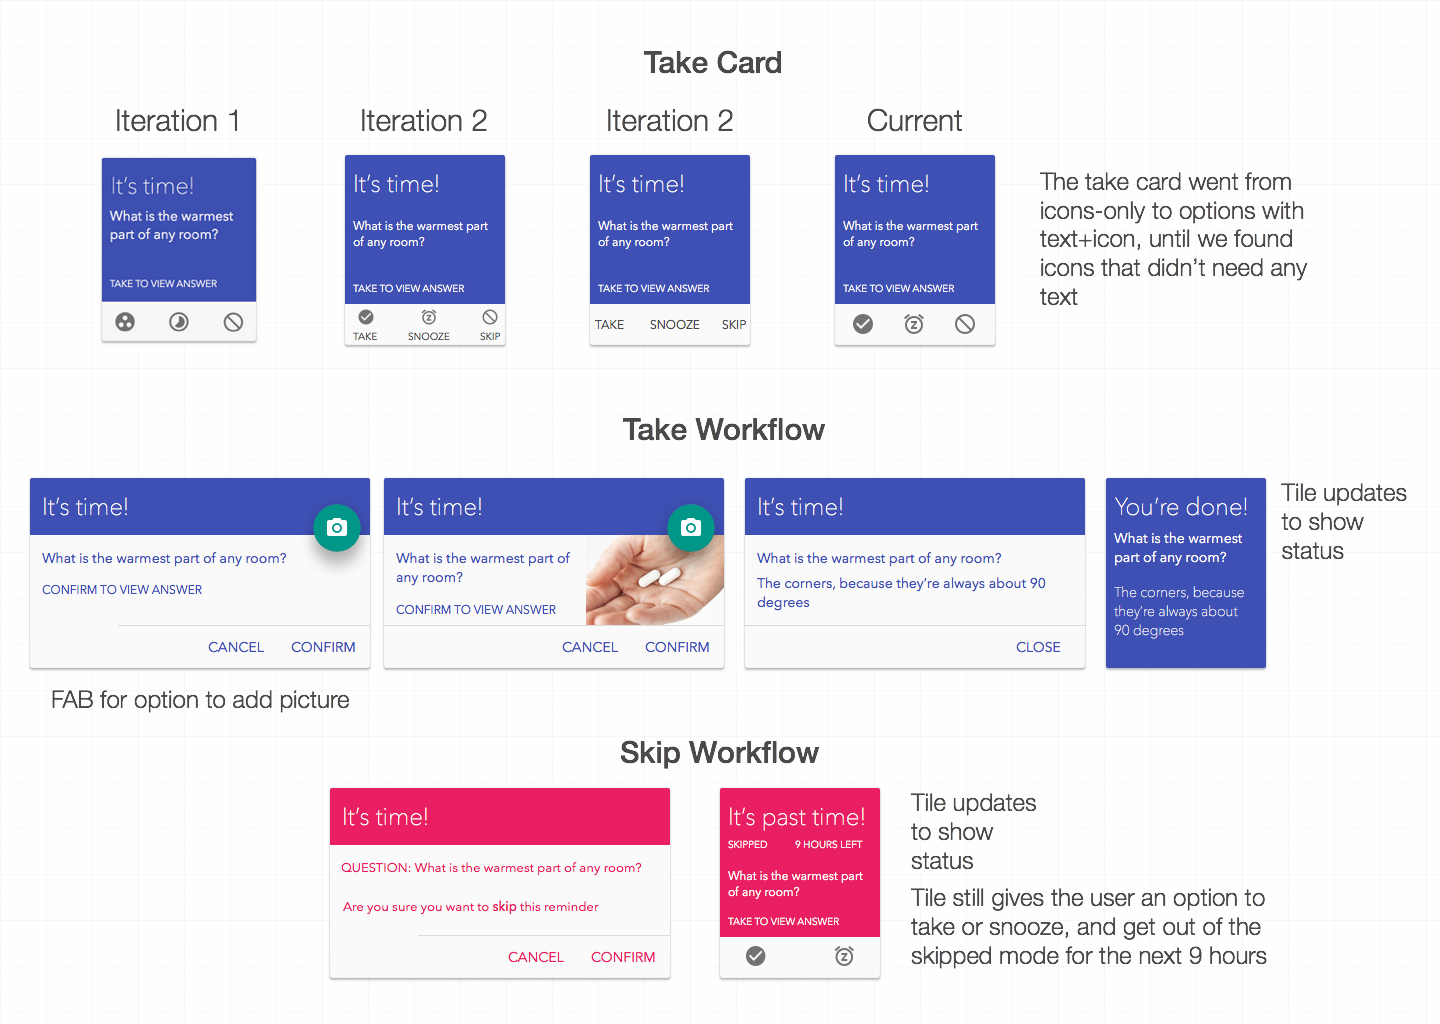 Take Card
Iteration 1
It's time!
What is the warmest
part of any room?
TAKE TO VIEW ANSWER
Iteration 2
It's time!
What is the warmest part
of any room?
TAKE TO VIEW ANSWER
TAKE SNOOZE SKIP
Iteration 2
It's time!
What is the warmest part
of any room?
TAKE TO VIEW ANSWER
TAKE SNOOZE SKIP
Current
It's time!
What is the warmest part
of any room?
TAKE TO VIEW ANSWER
The take card went from
icons-only to options with
text+icon, until we found
icons that didn't need any
text
Take Workflow
It's time!
What is the warmest part of any room?
CONFIRM TO VIEW ANSWER
CANCEL CONFIRM
FAB for option to add picture
It's time!
What is the warmest part of
any room?
CONFIRM TO VIEW ANSWER
CANCEL CONFIRM
It's time!
What is the warmest part of any room?
The corners, because they're always about 90
degrees
CLOSE
You're done!
What is the warmest
part of any room?
The corners, because
they're always about
90 degrees
Tile updates
to show
status
Skip Workflow
It's time!
QUESTION: What is the warmest part of any room?
Are you sure you want to skip this reminder
CANCEL CONFIRM
It's past time!
SKIPPED 9 HOURS LEFT
What is the warmest part
of any room?
TAKE TO VIEW ANSWER
Tile updates
to show
status
Tile still gives the user an option to
take or snooze, and get out of the
skipped mode for the next 9 hours